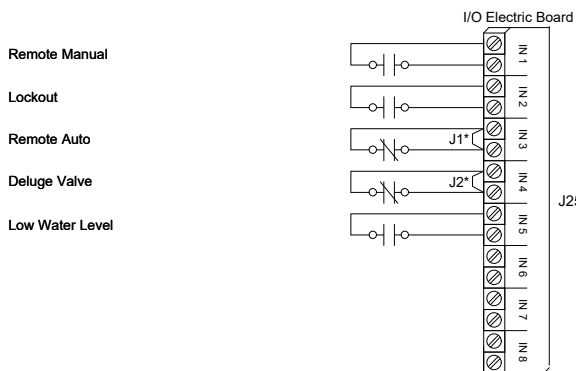 I/O Electric Board
Remote Manual
IN 1
Lockout
IN 2
Remote Auto
J1*
IN 3
Deluge Valve
J2*
IN 4
J25
Low Water Level
IN 5
IN 6
IN 7
IN 8